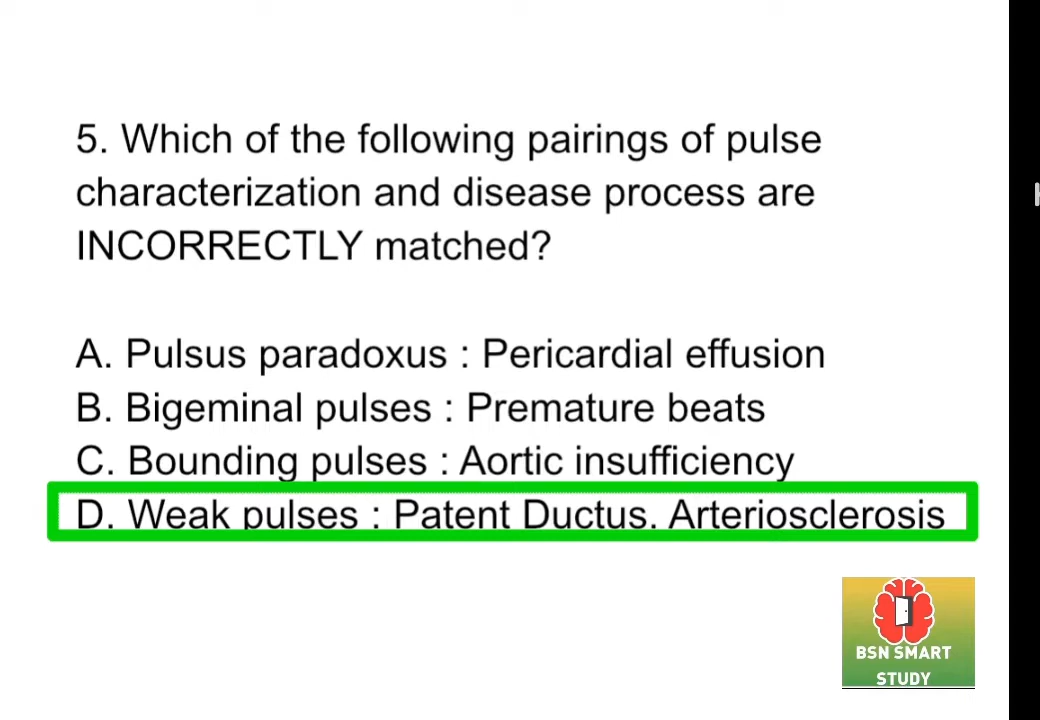 5. Which of the following pairings of pulse
characterization and disease process are
INCORRECTLY matched?
A. Pulsus paradoxus : Pericardial effusion
B. Bigeminal pulses : Premature beats
C. Bounding pulses : Aortic insufficiency
D. Weak pulses : Patent Ductus. Arteriosclerosis
BSN SMART
STUDY